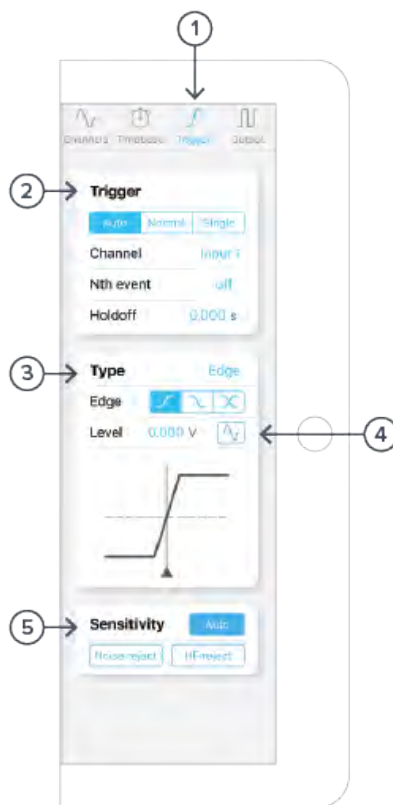 1
Channels Timebase Trigger Output
2
Trigger
Auto Normal Single
Channel Input 1
Nth event off
Holdoff 0.000 s
3
Type Edge
Edge
Level 0.000 V
4
5
Sensitivity Auto
Noise reject HF reject